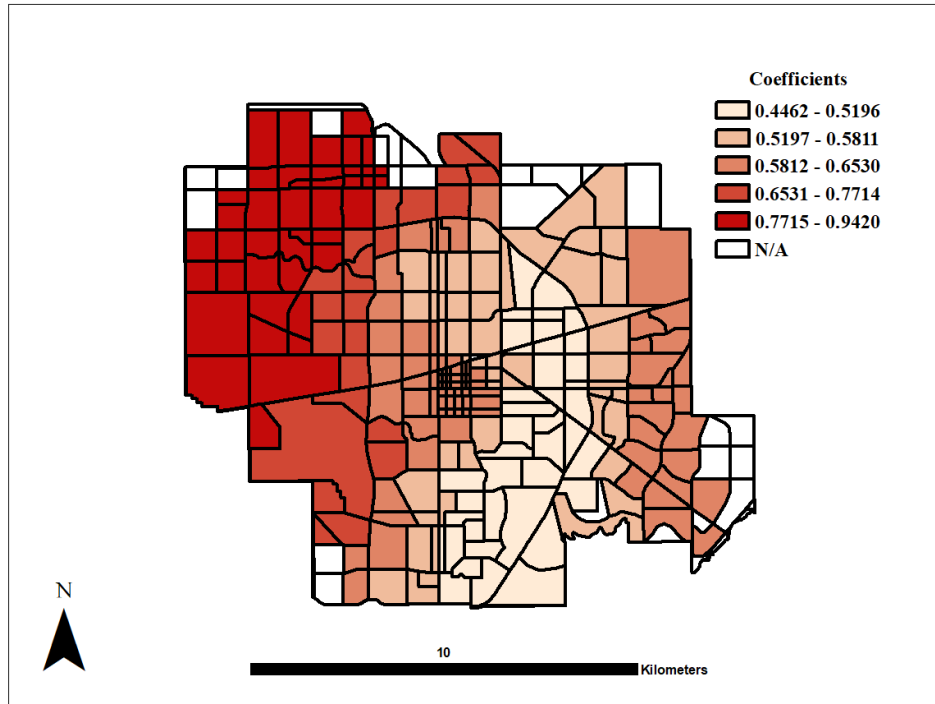 Coefficients
0.4462 - 0.5196
0.5197 - 0.5811
0.5812 - 0.6530
0.6531 - 0.7714
0.7715 - 0.9420
N/A
N
10
Kilometers